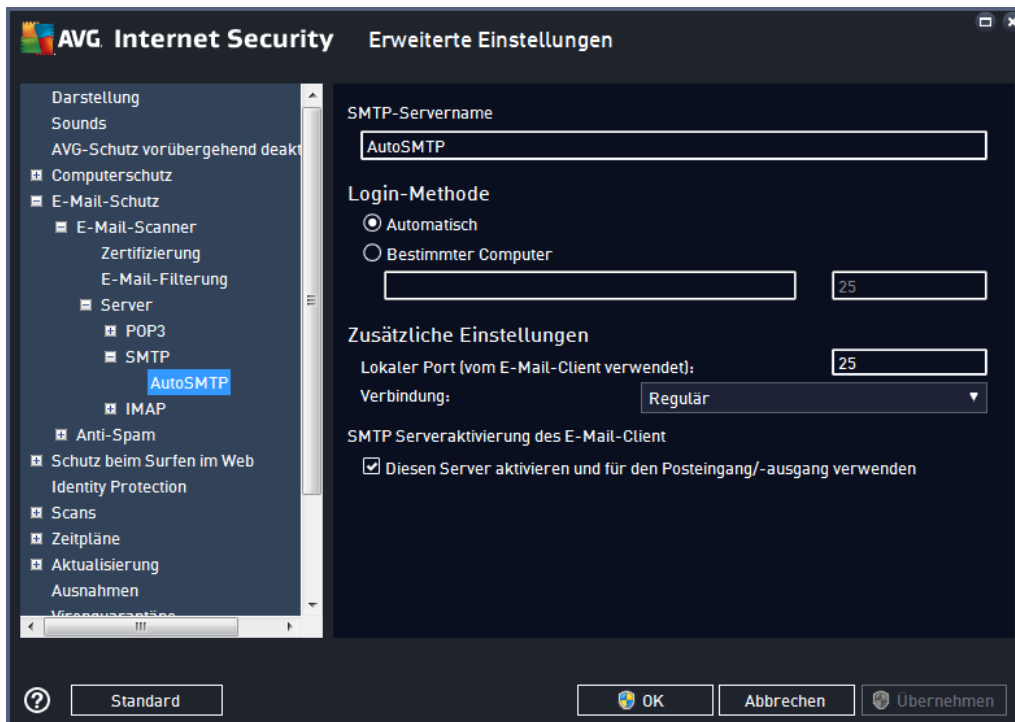 AVG Internet Security Erweiterte Einstellungen
Darstellung
Sounds
AVG-Schutz vorübergehend deakt
Computerschutz
E-Mail-Schutz
E-Mail-Scanner
Zertifizierung
E-Mail-Filterung
Server
POP3
SMTP
AutoSMTP
IMAP
Anti-Spam
Schutz beim Surfen im Web
Identity Protection
Scans
Zeitpläne
Aktualisierung
Ausnahmen
Virenquarantäne
SMTP-Servername
AutoSMTP
Login-Methode
Automatisch
Bestimmter Computer
25
Zusätzliche Einstellungen
Lokaler Port (vom E-Mail-Client verwendet): 25
Verbindung: Regulär
SMTP Serveraktivierung des E-Mail-Client
Diesen Server aktivieren und für den Posteingang/-ausgang verwenden
? Standard OK Abbrechen Übernehmen